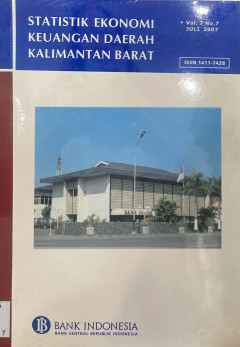 STATISTIK EKONOMI
KEUANGAN DAERAH
KALIMANTAN BARAT
• Vol. 7 No.7
JULI 2007
ISSN 1411-7428
BANK INDONESIA
BANK SENTRAL REPUBLIK INDONESIA
7